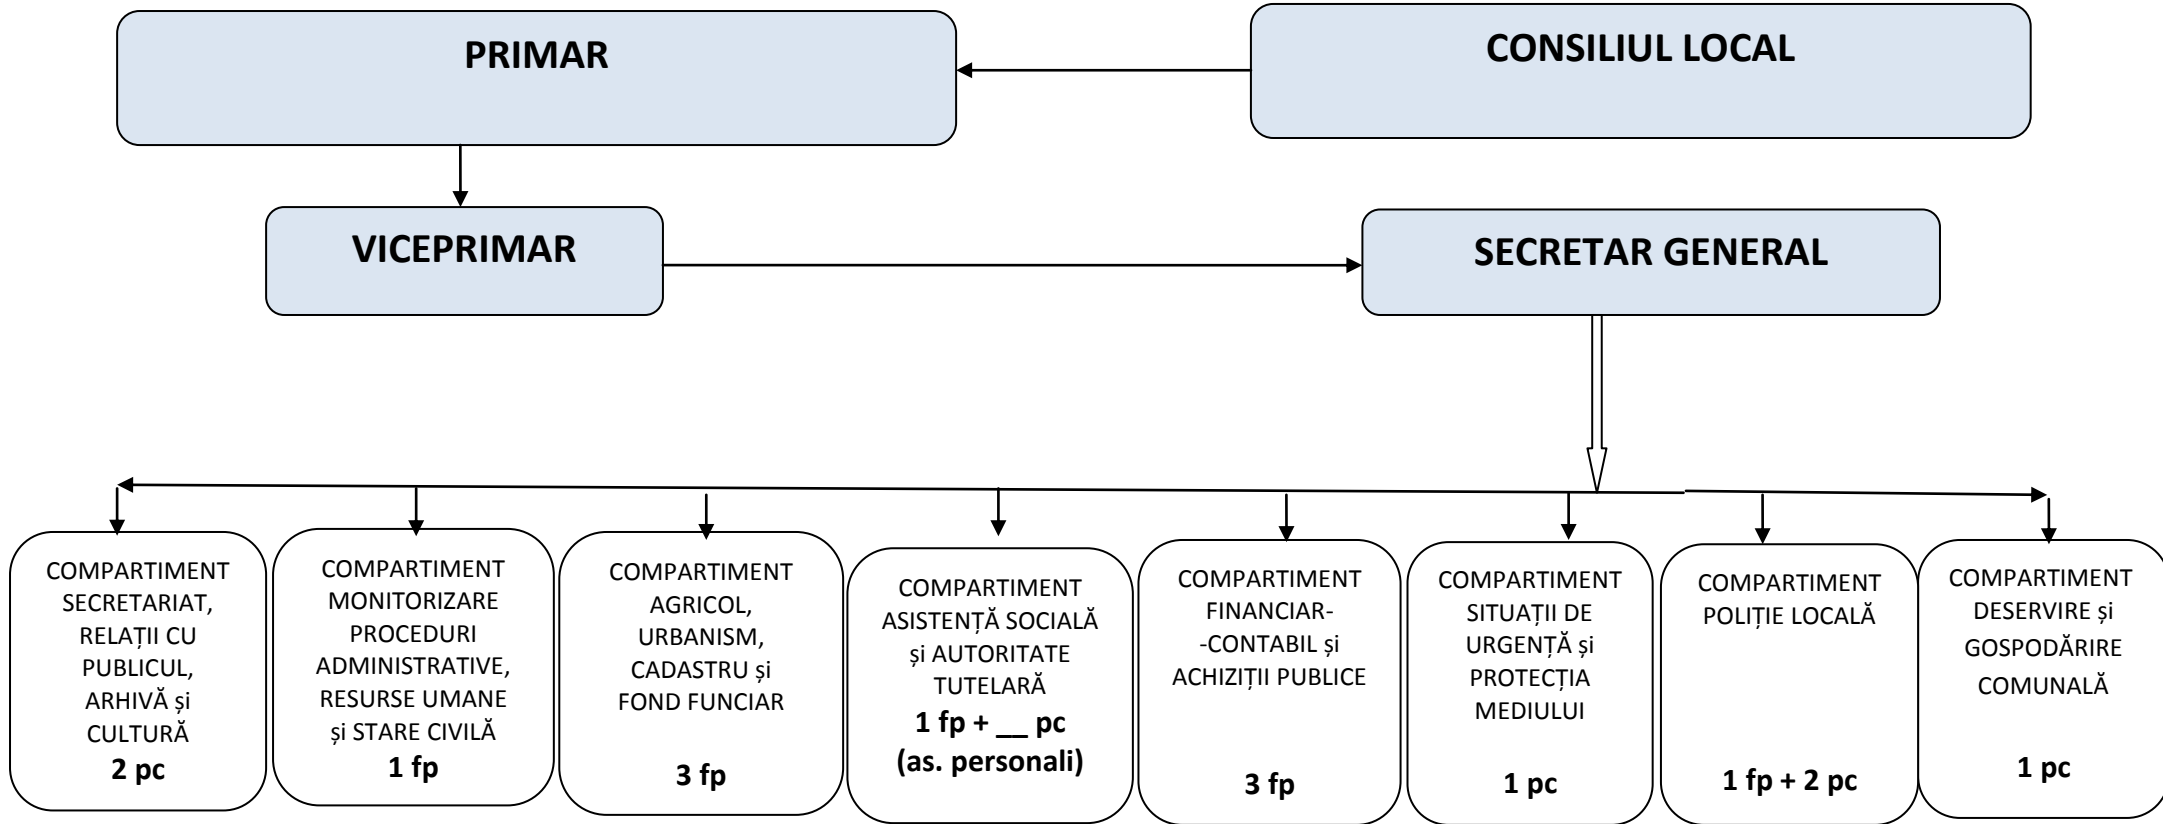 PRIMAR
CONSILIUL LOCAL
VICEPRIMAR
SECRETAR GENERAL
COMPARTIMENT
SECRETARIAT,
RELAȚII CU
PUBLICUL,
ARHIVĂ și
CULTURĂ
2 pc
COMPARTIMENT
MONITORIZARE
PROCEDURI
ADMINISTRATIVE,
RESURSE UMANE
și STARE CIVILĂ
1 fp
COMPARTIMENT
AGRICOL,
URBANISM,
CADASTRU și
FOND FUNCIAR
3 fp
COMPARTIMENT
ASISTENȚĂ SOCIALĂ
și AUTORITATE
TUTELARĂ
1 fp + __ pc
(as. personali)
COMPARTIMENT
FINANCIAR-
-CONTABIL și
ACHIZIȚII PUBLICE
3 fp
COMPARTIMENT
SITUAȚII DE
URGENȚĂ și
PROTECȚIA
MEDIULUI
1 pc
COMPARTIMENT
POLIȚIE LOCALĂ
1 fp + 2 pc
COMPARTIMENT
DESERVIRE și
GOSPODĂRIRE
COMUNALĂ
1 pc